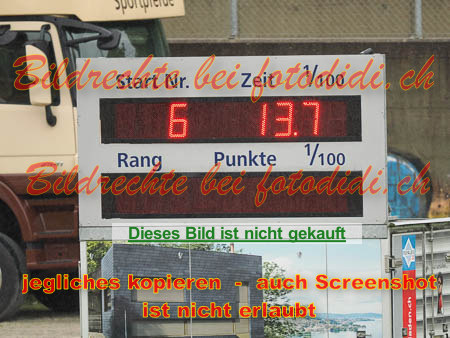 Sportpferde
Bildrechte bei fotodidi.ch
Start Nr. Zeit 1/100
6 13.7
Rang Punkte 1/100
Bildrechte bei fotodidi.ch
Dieses Bild ist nicht gekauft
jegliches kopieren - auch Screenshot
ist nicht erlaubt